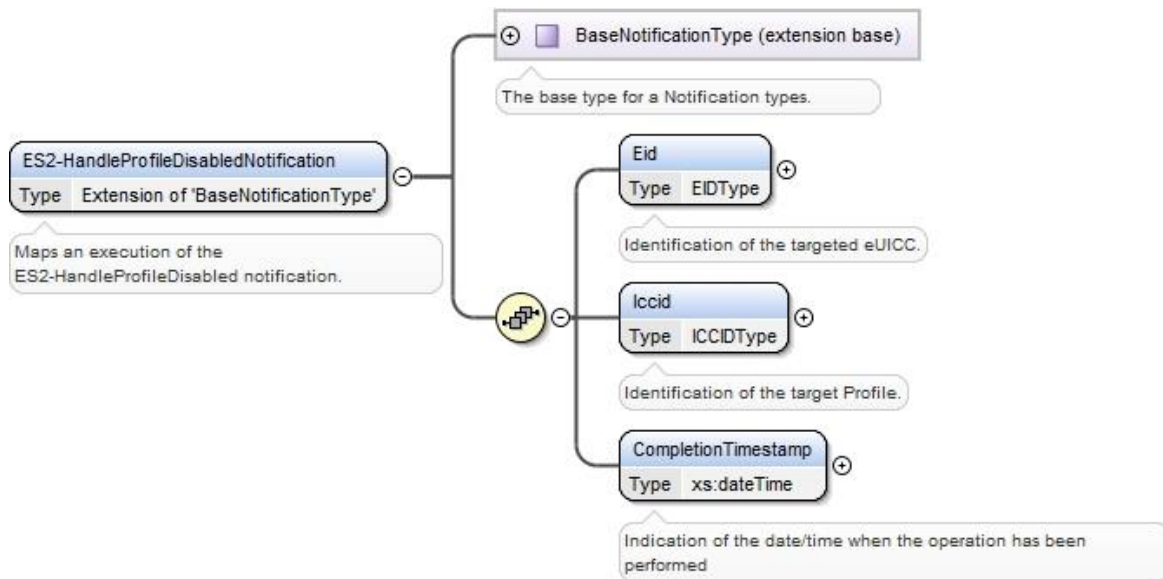 BaseNotificationType (extension base)
The base type for a Notification types.
ES2-HandleProfileDisabledNotification
Type Extension of 'BaseNotificationType'
Maps an execution of the
ES2-HandleProfileDisabled notification.
Eid
Type EIDType
Identification of the targeted eUICC.
Iccid
Type ICCIDType
Identification of the target Profile.
CompletionTimestamp
Type xs:dateTime
Indication of the date/time when the operation has been
performed